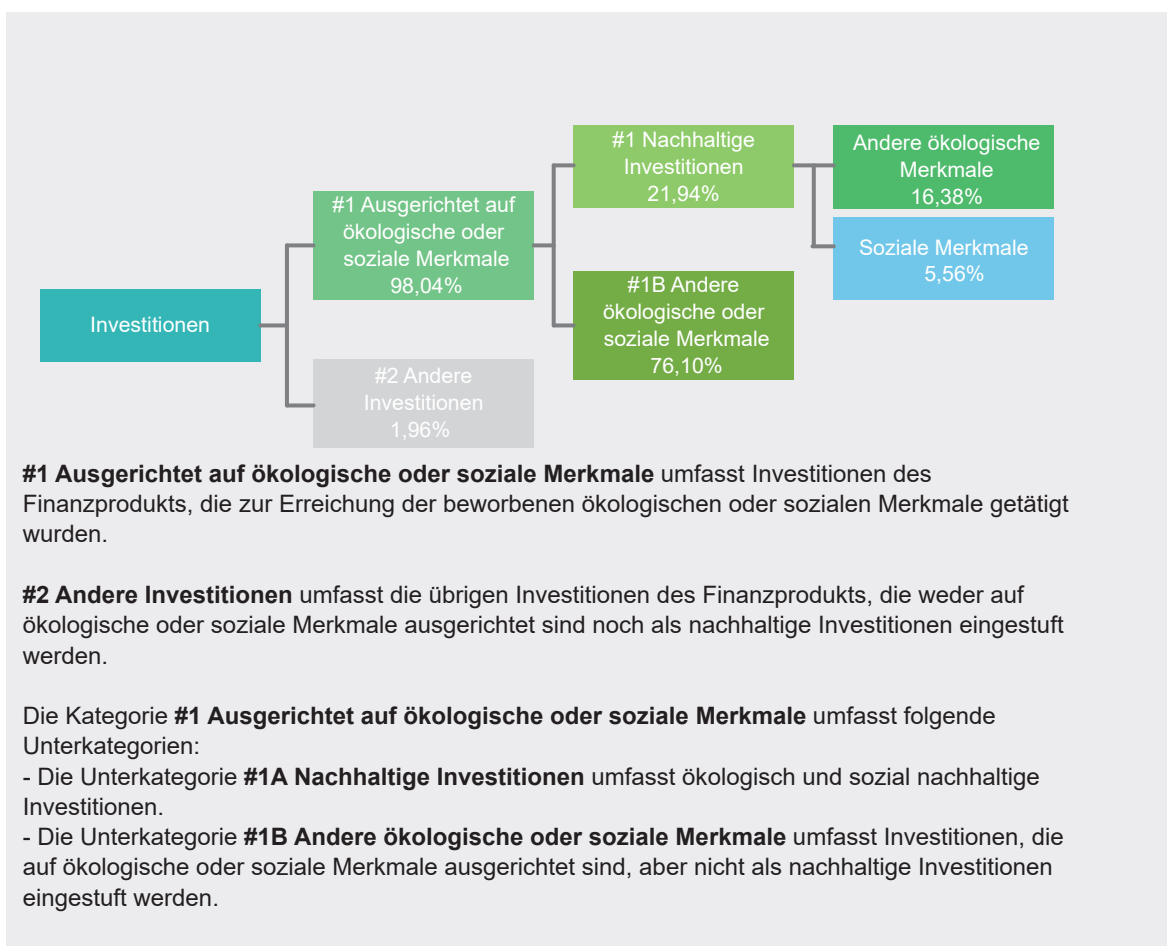 #1 Nachhaltige
Investitionen
21,94%
Andere ökologische
Merkmale
16,38%
#1 Ausgerichtet auf
ökologische oder
soziale Merkmale
98,04%
Soziale Merkmale
5,56%
#1B Andere
ökologische oder
soziale Merkmale
76,10%
Investitionen
#2 Andere
Investitionen
1,96%
#1 Ausgerichtet auf ökologische oder soziale Merkmale umfasst Investitionen des
Finanzprodukts, die zur Erreichung der beworbenen ökologischen oder sozialen Merkmale getätigt
wurden.
#2 Andere Investitionen umfasst die übrigen Investitionen des Finanzprodukts, die weder auf
ökologische oder soziale Merkmale ausgerichtet sind noch als nachhaltige Investitionen eingestuft
werden.
Die Kategorie #1 Ausgerichtet auf ökologische oder soziale Merkmale umfasst folgende
Unterkategorien:
- Die Unterkategorie #1A Nachhaltige Investitionen umfasst ökologisch und sozial nachhaltige
Investitionen.
- Die Unterkategorie #1B Andere ökologische oder soziale Merkmale umfasst Investitionen, die
auf ökologische oder soziale Merkmale ausgerichtet sind, aber nicht als nachhaltige Investitionen
eingestuft werden.